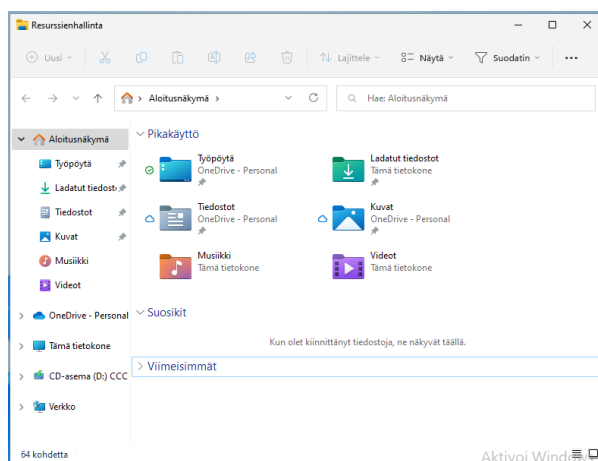 Resurssienhallinta
Uusi
Lajittele
Näytä
Suodatin
Aloitusnäkymä
Hae: Aloitusnäkymä
Aloitusnäkymä
Työpöytä
Ladatut tiedost
Tiedostot
Kuvat
Musiikki
Videot
OneDrive - Personal
Tämä tietokone
CD-asema (D:) CCC
Verkko
Pikakäyttö
Työpöytä
OneDrive - Personal
Ladatut tiedostot
Tämä tietokone
Tiedostot
OneDrive - Personal
Kuvat
OneDrive - Personal
Musiikki
Tämä tietokone
Videot
Tämä tietokone
Suosikit
Kun olet kiinnittänyt tiedostoja, ne näkyvät täällä.
Viimeisimmät
64 kohdetta
Aktivoi Windows